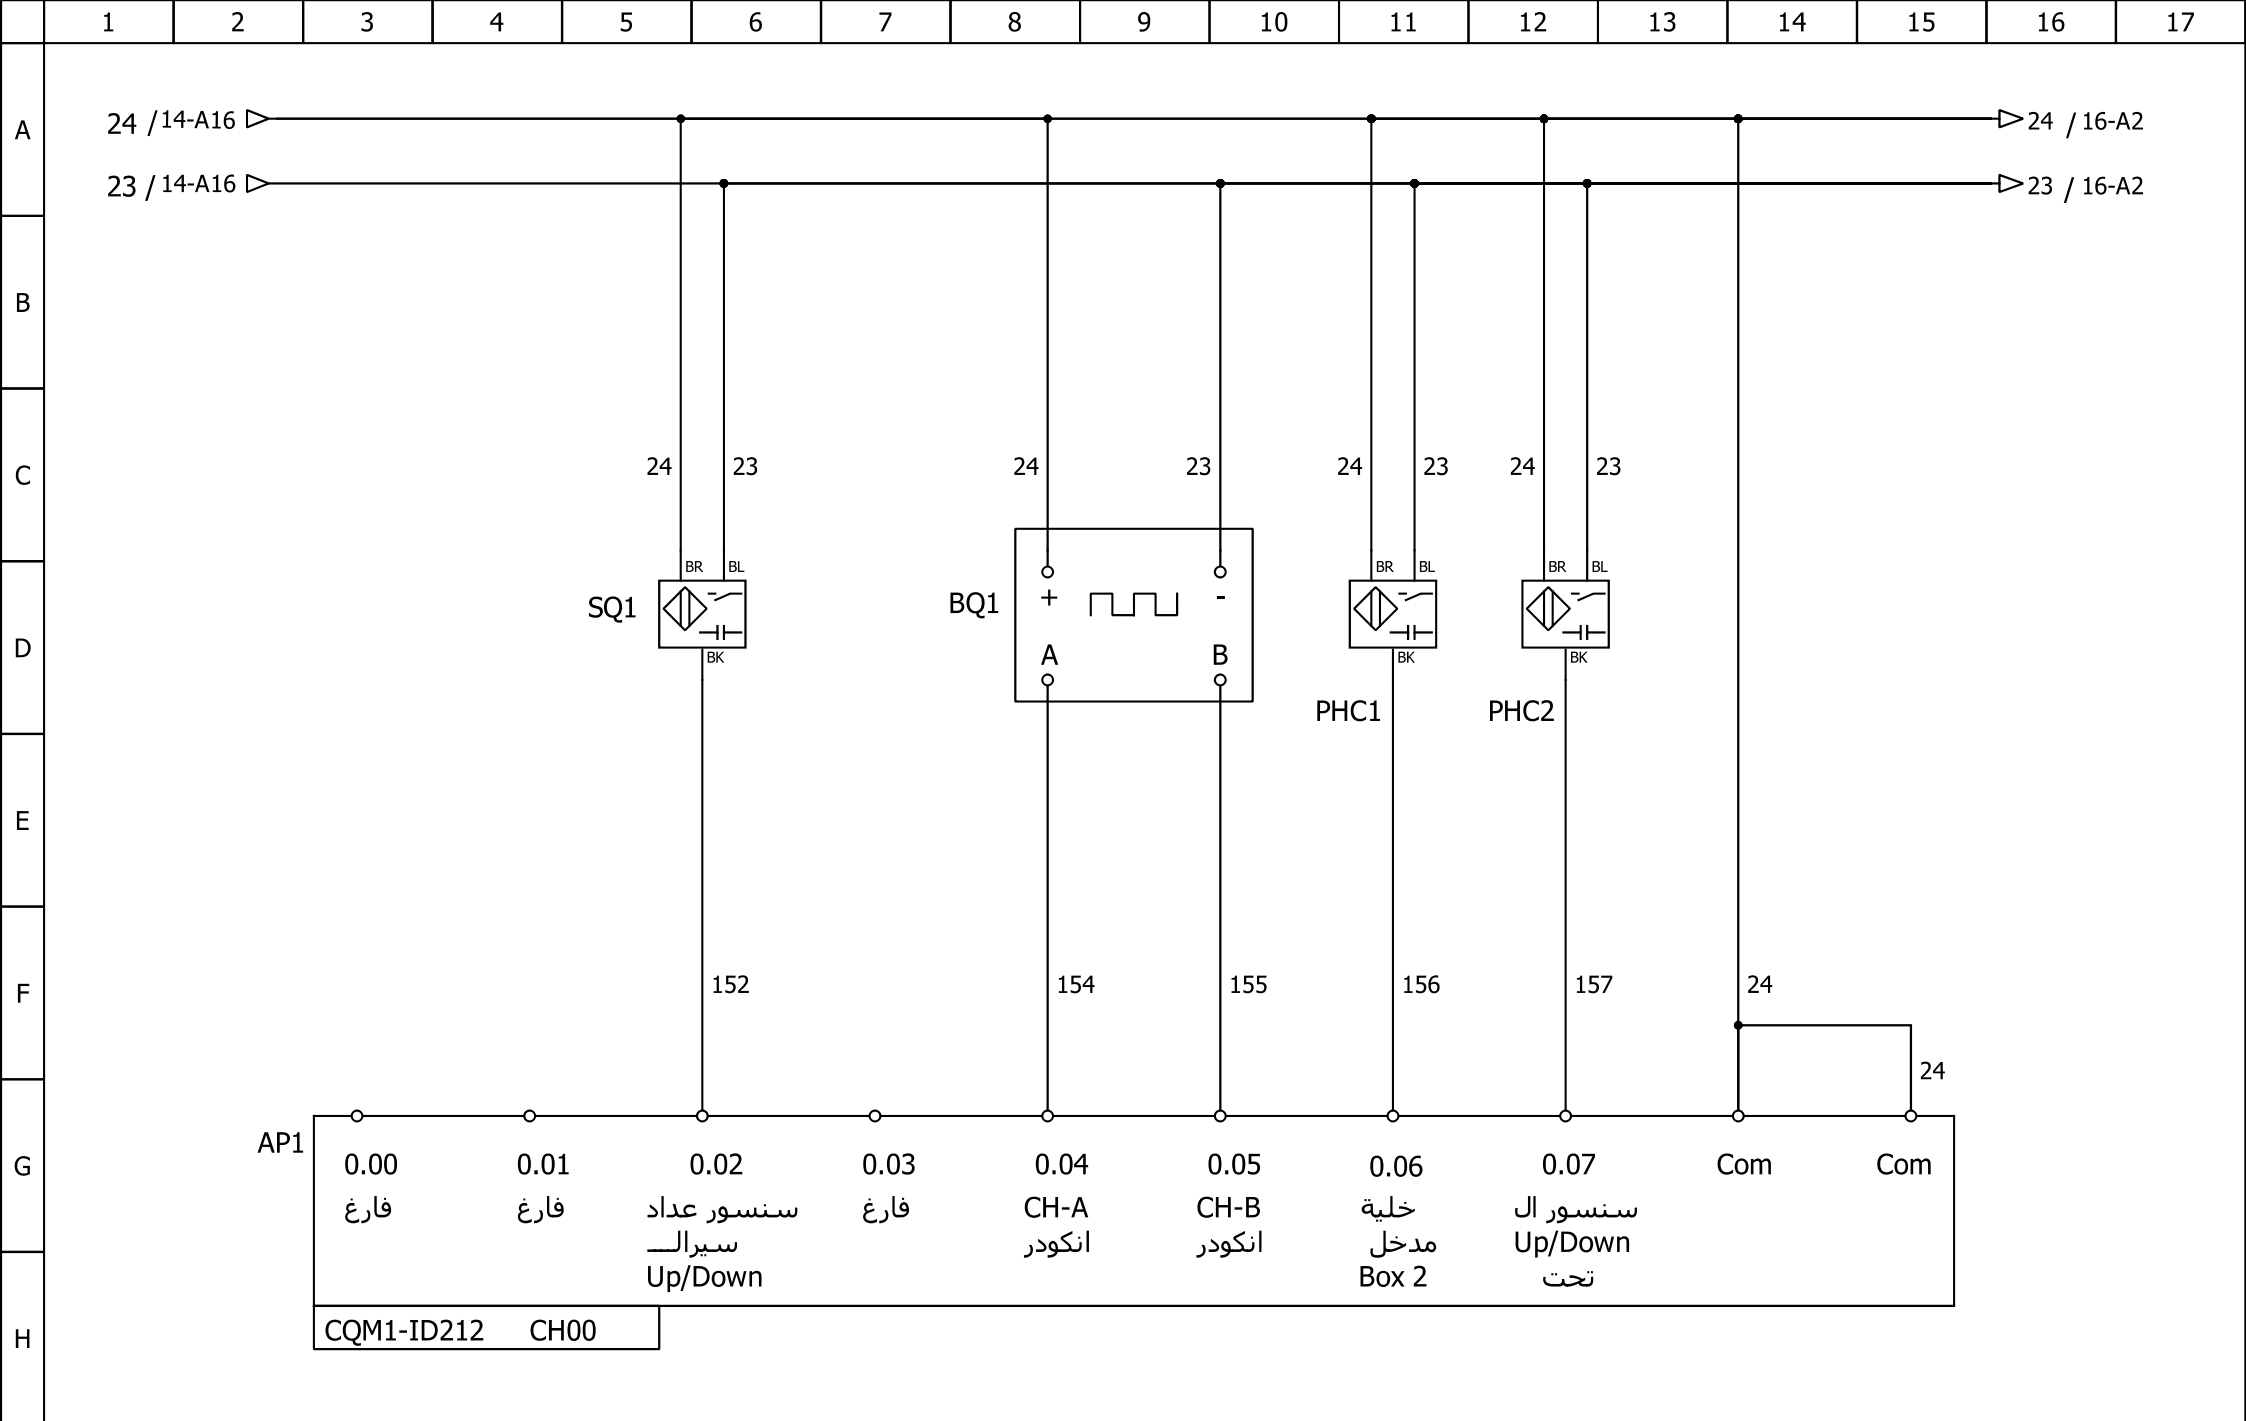 1 2 3 4 5 6 7 8 9 10 11 12 13 14 15 16 17
A
24 / 14-A16
24 / 16-A2
23 / 14-A16
23 / 16-A2
B
C
24 23 24 23 24 23 24 23
BR BL BR BL BR BL
SQ1
BQ1
+ -
D
A B
BK BK BK
PHC1 PHC2
E
F
152 154 155 156 157 24
24
AP1
G
0.00 0.01 0.02 0.03 0.04 0.05 0.06 0.07 Com Com
فارغ
فارغ
سنسور عداد
سيرالـــ
Up/Down
فارغ
CH-A
انكودر
CH-B
انكودر
خلية
مدخل
Box 2
سنسور ال
Up/Down
تحت
H
CQM1-ID212 CH00